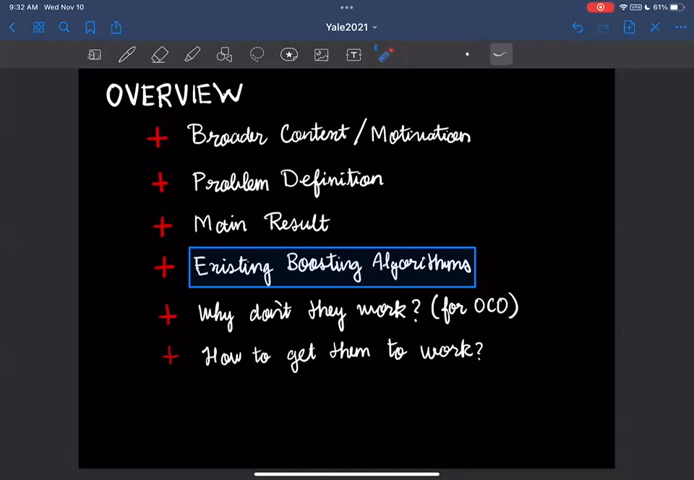 9:32 AM Wed Nov 10
61%
Yale2021
OVERVIEW
+ Broader Context/Motivation
+ Problem Definition
+ Main Result
+ Existing Boosting Algorithms
+ Why don't they work? (for OCO)
+ How to get them to work?